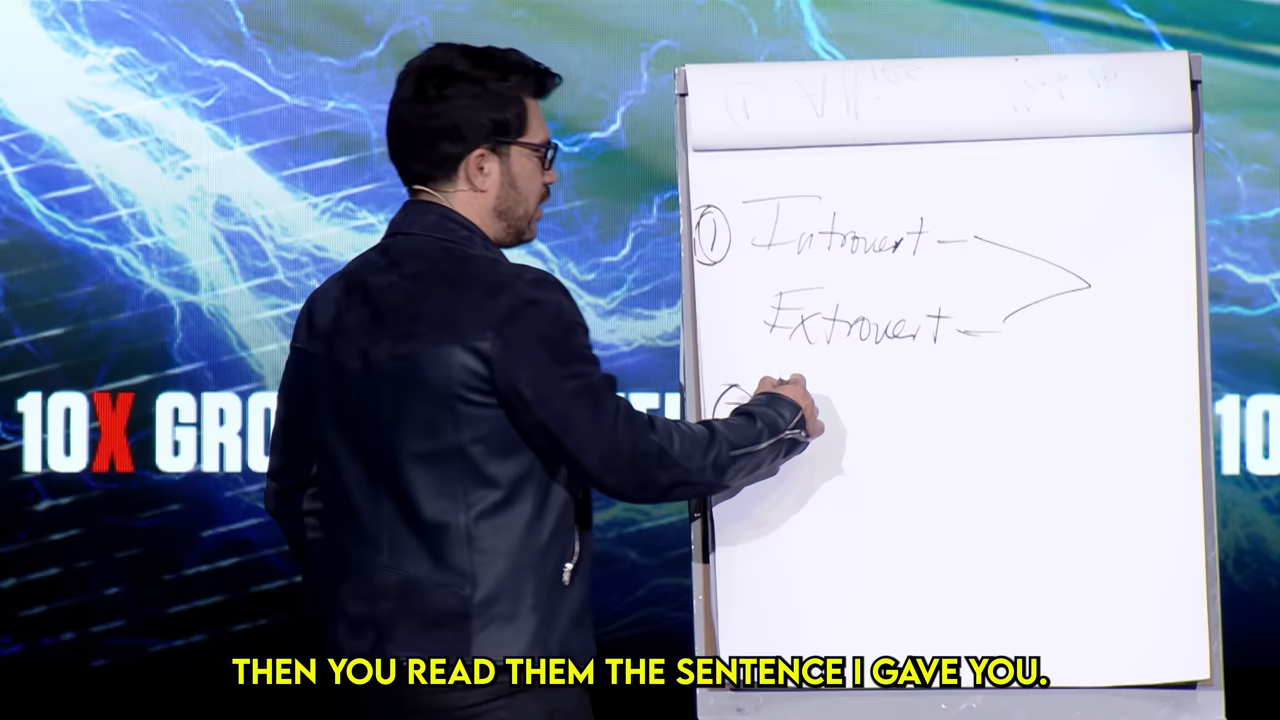 ① Introvert –
Extrovert –
10X GRO
10
THEN YOU READ THEM THE SENTENCE I GAVE YOU.